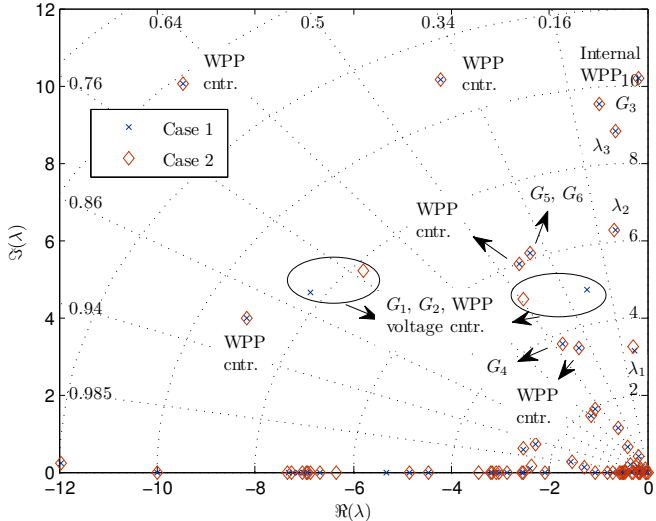 12
0.64
0.5
0.34
0.16
Internal
WPP
10
WPP
cntr.
WPP
cntr.
10
0.76
G3
Case 1
Case 2
λ3
8
8
0.86
G5, G6
WPP
cntr.
λ2
6
6
ℑ(λ)
0.94
G1, G2, WPP
voltage cntr.
4
4
WPP
cntr.
G4
λ1
WPP
cntr.
2
2
0.985
0
−12
−10
−8
−6
−4
−2
0
ℜ(λ)